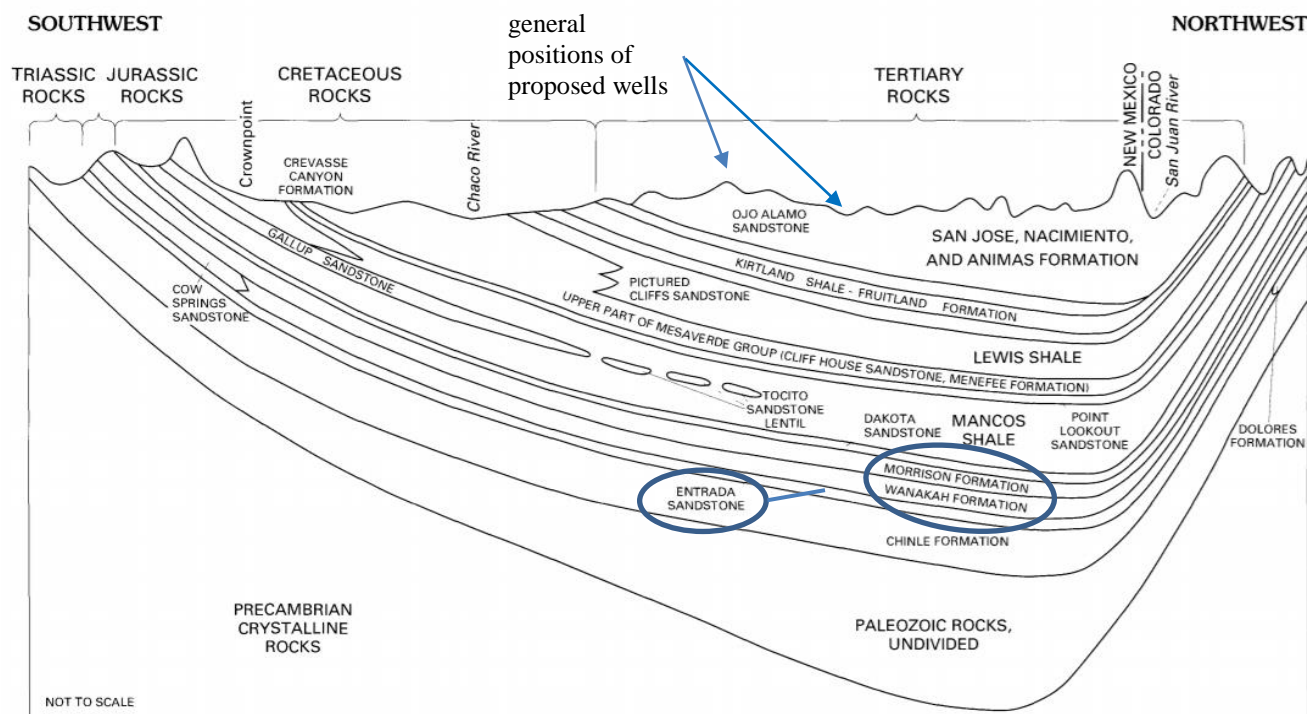 SOUTHWEST
general
positions of
proposed wells
NORTHWEST
TRIASSIC
ROCKS
JURASSIC
ROCKS
CRETACEOUS
ROCKS
TERTIARY
ROCKS
NEW MEXICO
COLORADO
San Juan River
Crownpoint
Chaco River
CREVASSE
CANYON
FORMATION
OJO ALAMO
SANDSTONE
SAN JOSE, NACIMIENTO,
AND ANIMAS FORMATION
GALLUP SANDSTONE
KIRTLAND SHALE - FRUITLAND FORMATION
COW
SPRINGS
SANDSTONE
PICTURED
CLIFFS SANDSTONE
UPPER PART OF MESAVERDE GROUP (CLIFF HOUSE SANDSTONE, MENEFEE FORMATION)
LEWIS SHALE
TOCITO
SANDSTONE
LENTIL
DAKOTA
SANDSTONE
MANCOS
SHALE
POINT
LOOKOUT
SANDSTONE
DOLORES
FORMATION
MORRISON FORMATION
WANAKAH FORMATION
ENTRADA
SANDSTONE
CHINLE FORMATION
PRECAMBRIAN
CRYSTALLINE
ROCKS
PALEOZOIC ROCKS,
UNDIVIDED
NOT TO SCALE